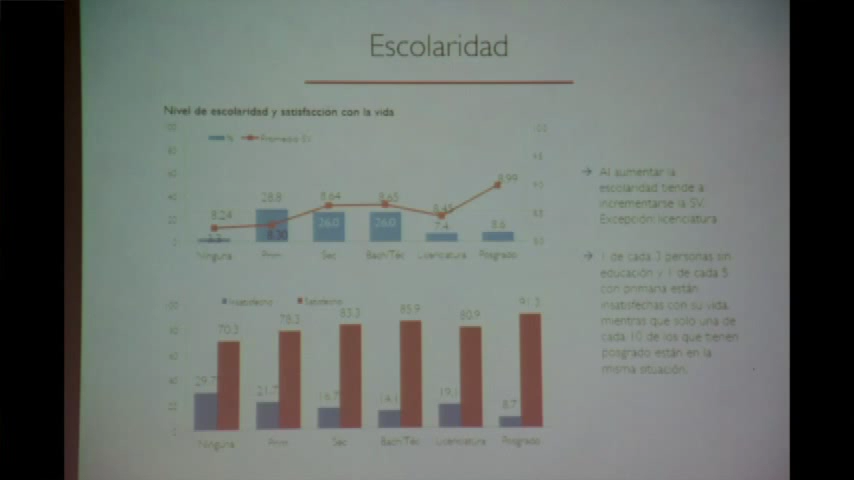 Escolaridad
Nivel de escolaridad y satisfacción con la vida
100
80
60
40
20
0
%
Promedio SV
8.24
28.8
8.30
8.64
26.0
8.65
26.0
8.45
7.4
8.99
8.6
Ninguna Prim Sec Bach/Téc Licenciatura Posgrado
Al aumentar la
escolaridad tiende a
incrementarse la SV.
Excepción: licenciatura
1 de cada 3 personas sin
educación y 1 de cada 5
con primaria están
insatisfechas con su vida,
mientras que solo una de
cada 10 de los que tienen
posgrado están en la
misma situación.
Insatisfecho Satisfecho
100
80
60
40
20
0
29.7 70.3
21.7 78.3
16.7 83.3
14.1 85.9
19.1 80.9
8.7 91.3
Ninguna Prim Sec Bach/Téc Licenciatura Posgrado